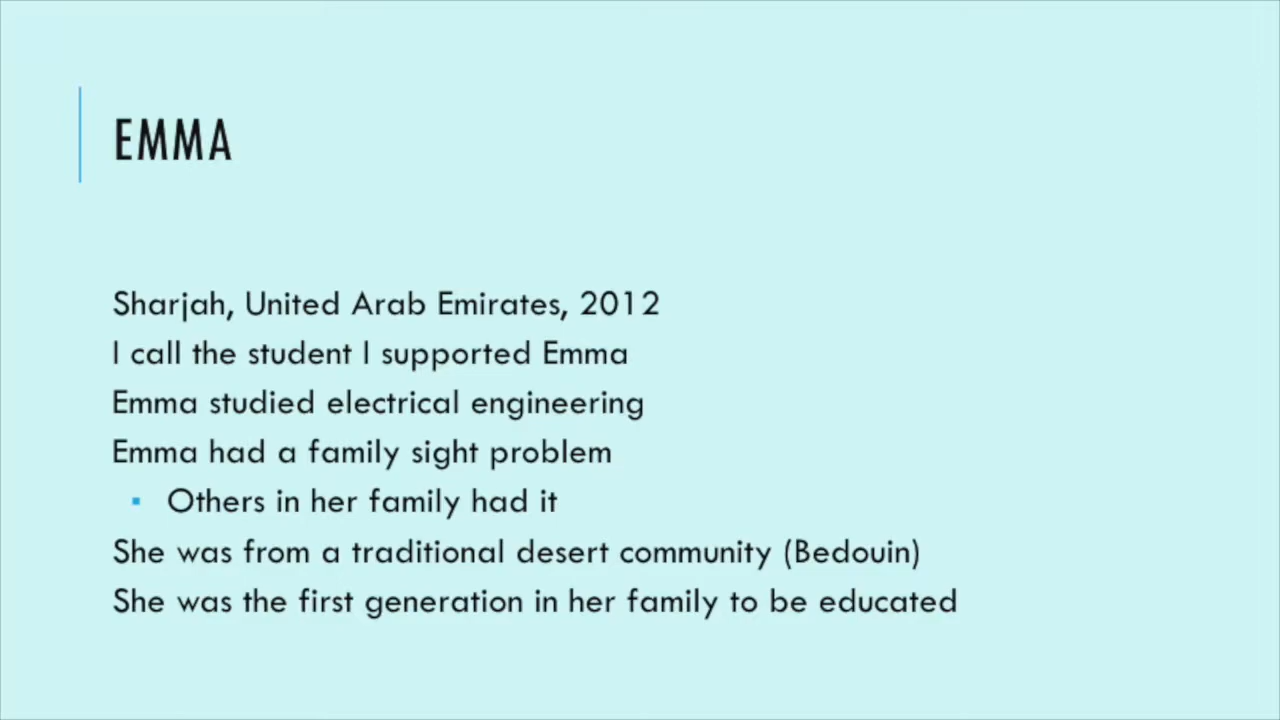 EMMA
Sharjah, United Arab Emirates, 2012
I call the student I supported Emma
Emma studied electrical engineering
Emma had a family sight problem
▪ Others in her family had it
She was from a traditional desert community (Bedouin)
She was the first generation in her family to be educated